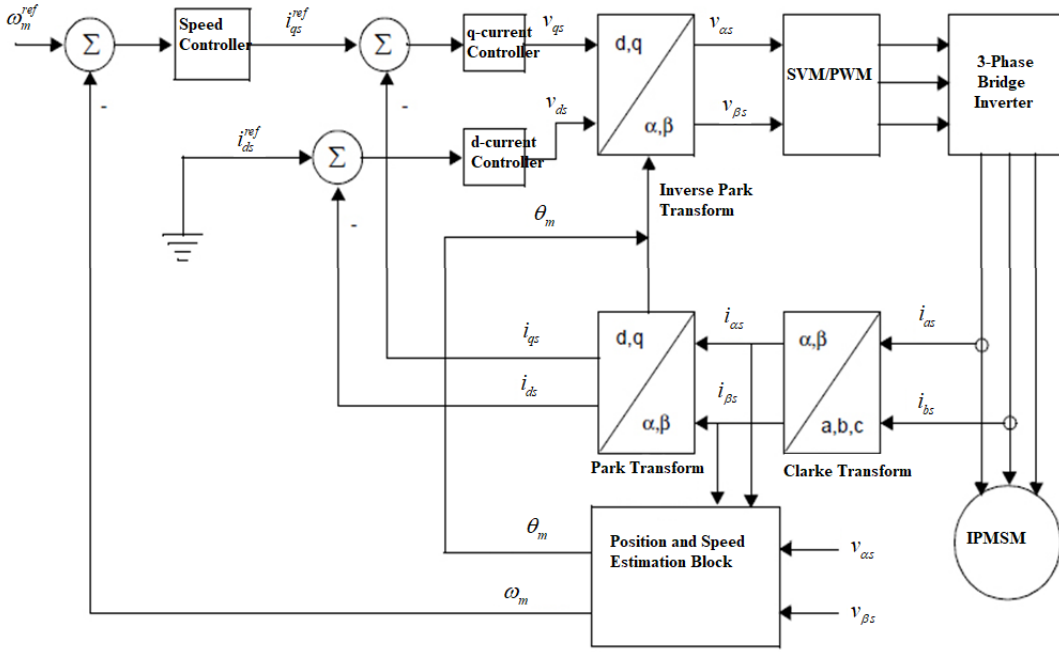 ω_m^ref
Speed
Controller
i_qs^ref
q-current
Controller
v_qs
d,q
α,β
v_αs
v_βs
SVM/PWM
3-Phase
Bridge
Inverter
Σ
Σ
-
-
i_ds^ref
Σ
-
d-current
Controller
v_ds
Inverse Park
Transform
θ_m
i_qs
i_ds
d,q
α,β
Park Transform
i_αs
i_βs
α,β
a,b,c
Clarke Transform
i_as
i_bs
IPMSM
θ_m
ω_m
Position and Speed
Estimation Block
v_αs
v_βs